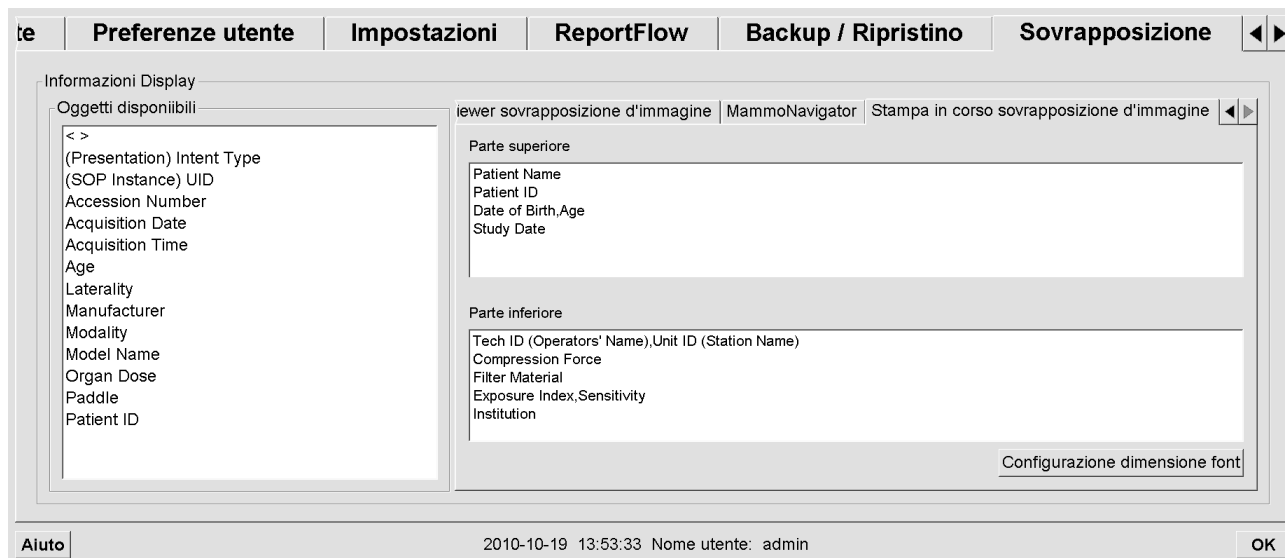 te Preferenze utente Impostazioni ReportFlow Backup / Ripristino Sovrapposizione
Informazioni Display
Oggetti disponiibili
< >
(Presentation) Intent Type
(SOP Instance) UID
Accession Number
Acquisition Date
Acquisition Time
Age
Laterality
Manufacturer
Modality
Model Name
Organ Dose
Paddle
Patient ID
iewer sovrapposizione d'immagine MammoNavigator Stampa in corso sovrapposizione d'immagine
Parte superiore
Patient Name
Patient ID
Date of Birth,Age
Study Date
Parte inferiore
Tech ID (Operators' Name),Unit ID (Station Name)
Compression Force
Filter Material
Exposure Index,Sensitivity
Institution
Configurazione dimensione font
Aiuto 2010-10-19 13:53:33 Nome utente: admin OK